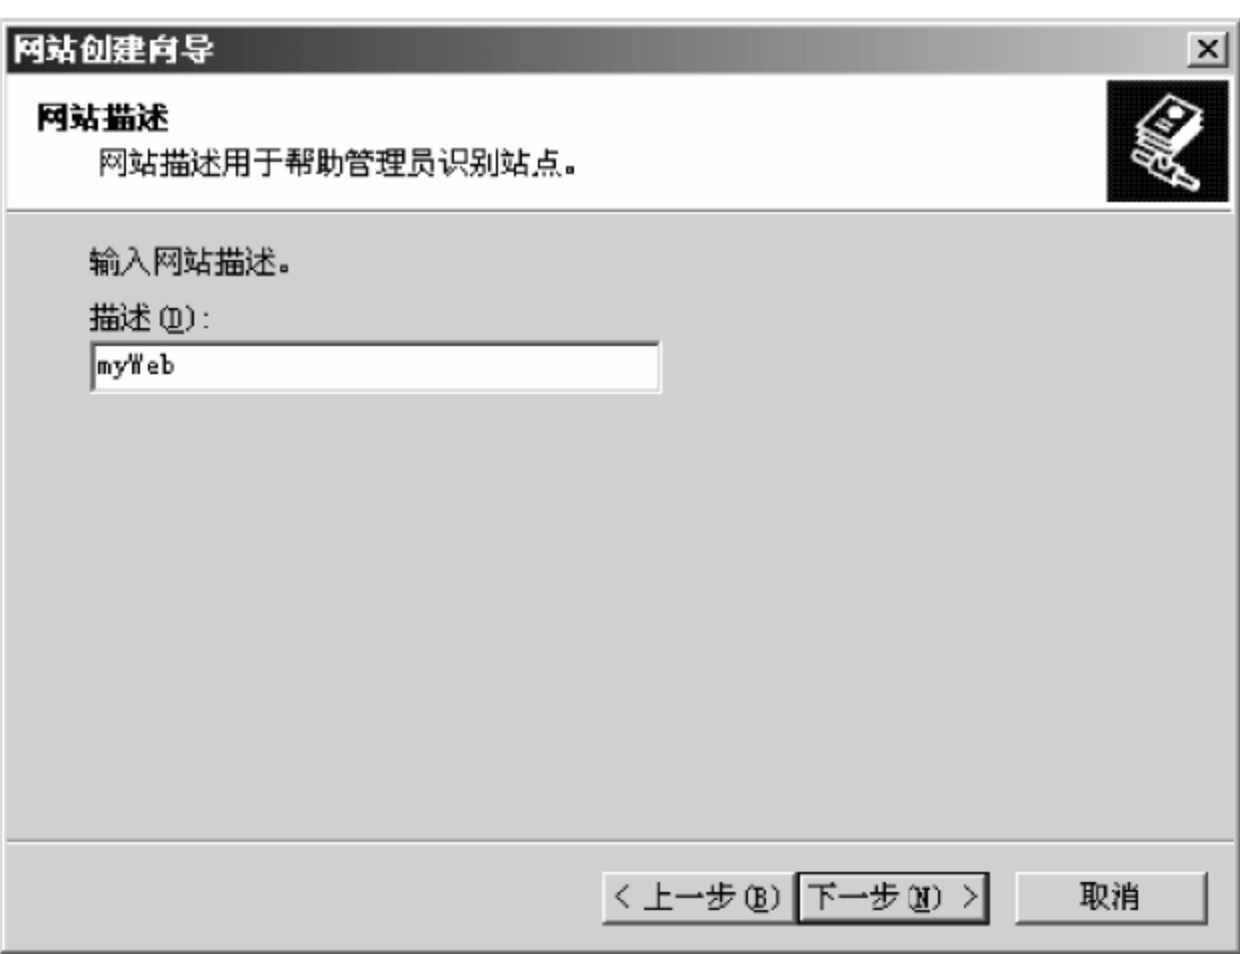 网站创建向导
网站描述
网站描述用于帮助管理员识别站点。
输入网站描述。
描述(D):
myWeb
< 上一步(B) 下一步(N) > 取消